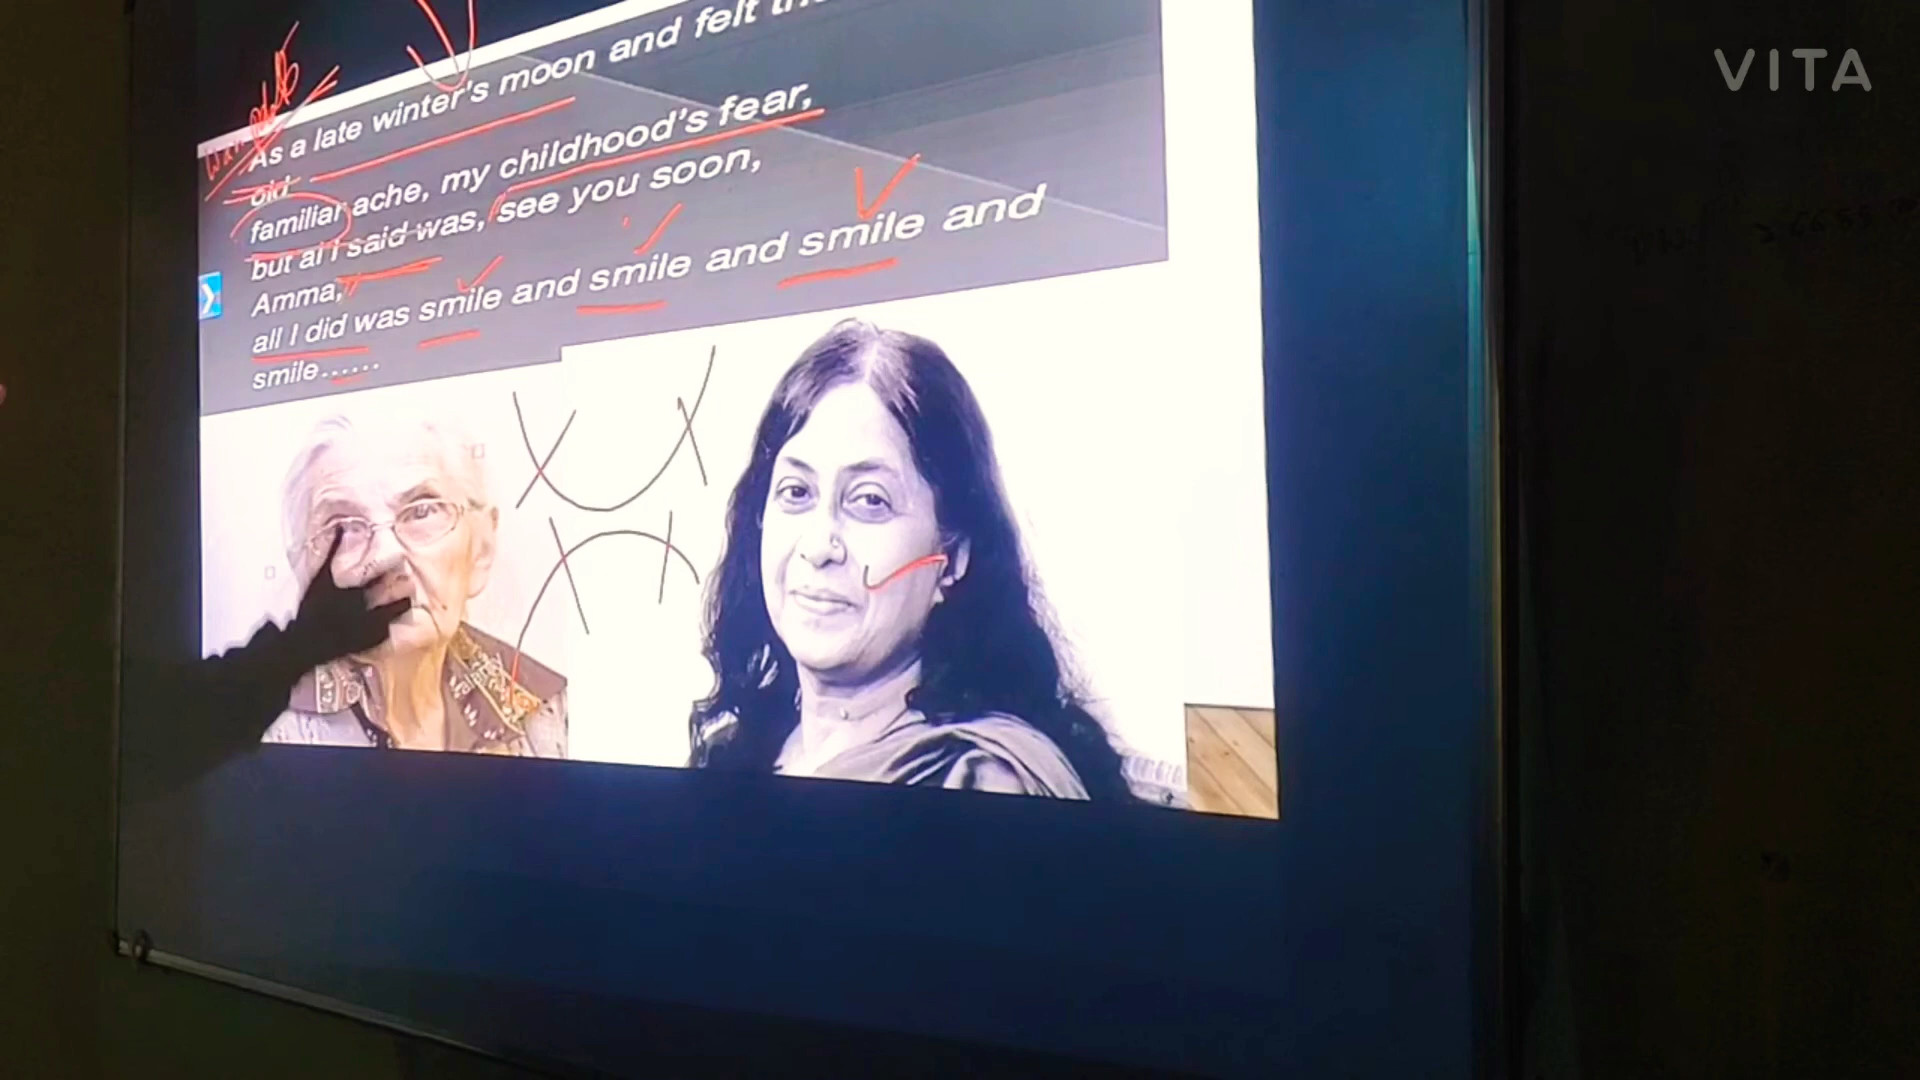 VITA
As a late winter's moon and felt
old
familiar ache, my childhood's fear,
but al I said was, see you soon,
Amma,
all I did was smile and smile and smile and
smile......